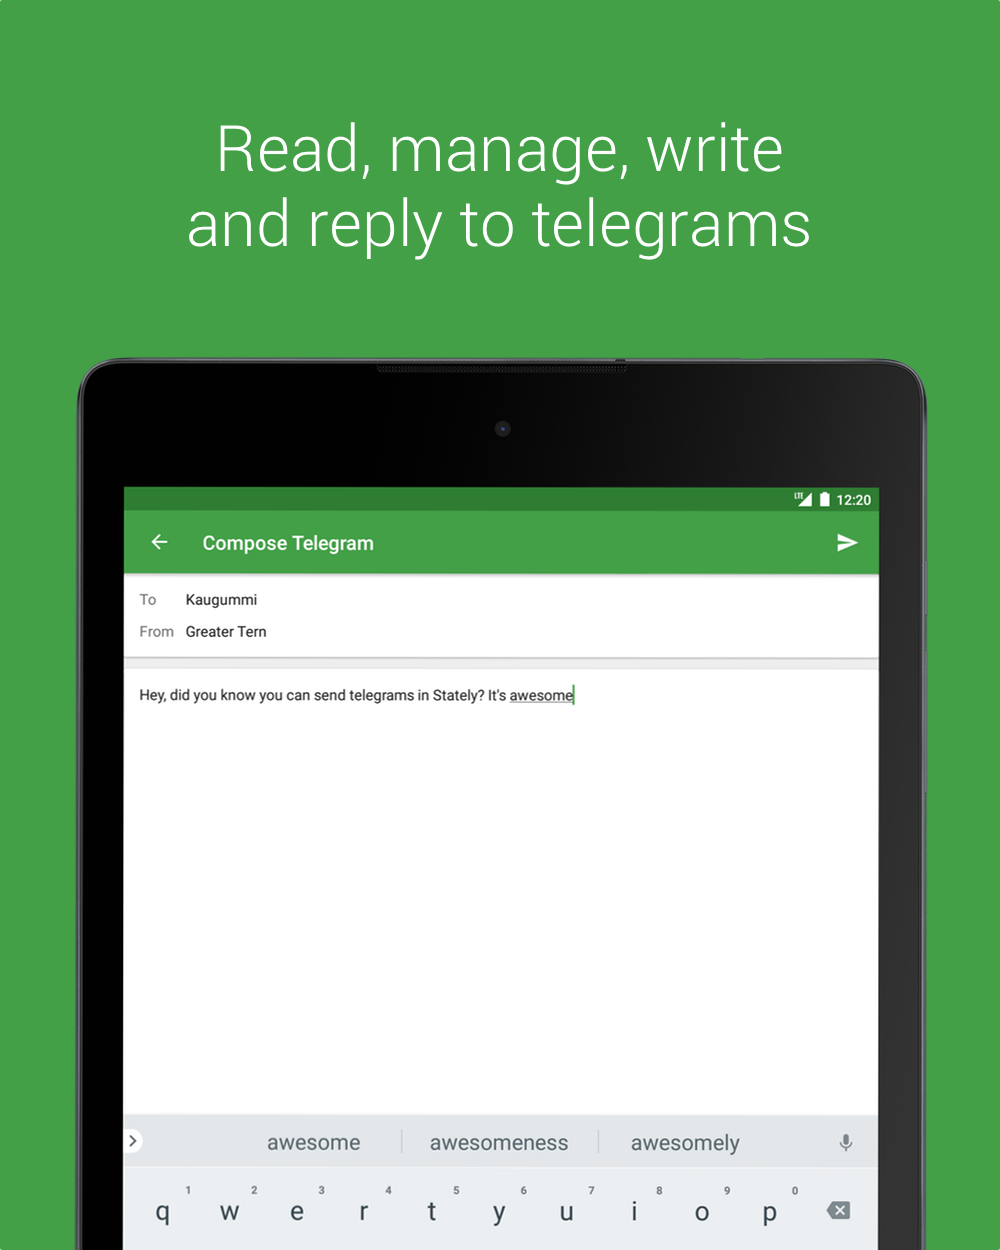 Read, manage, write
and reply to telegrams
LTE 12:20
Compose Telegram
To Kaugummi
From Greater Tern
Hey, did you know you can send telegrams in Stately? It's awesome
awesome awesomeness awesomely
1 2 3 4 5 6 7 8 9 0
q w e r t y u i o p